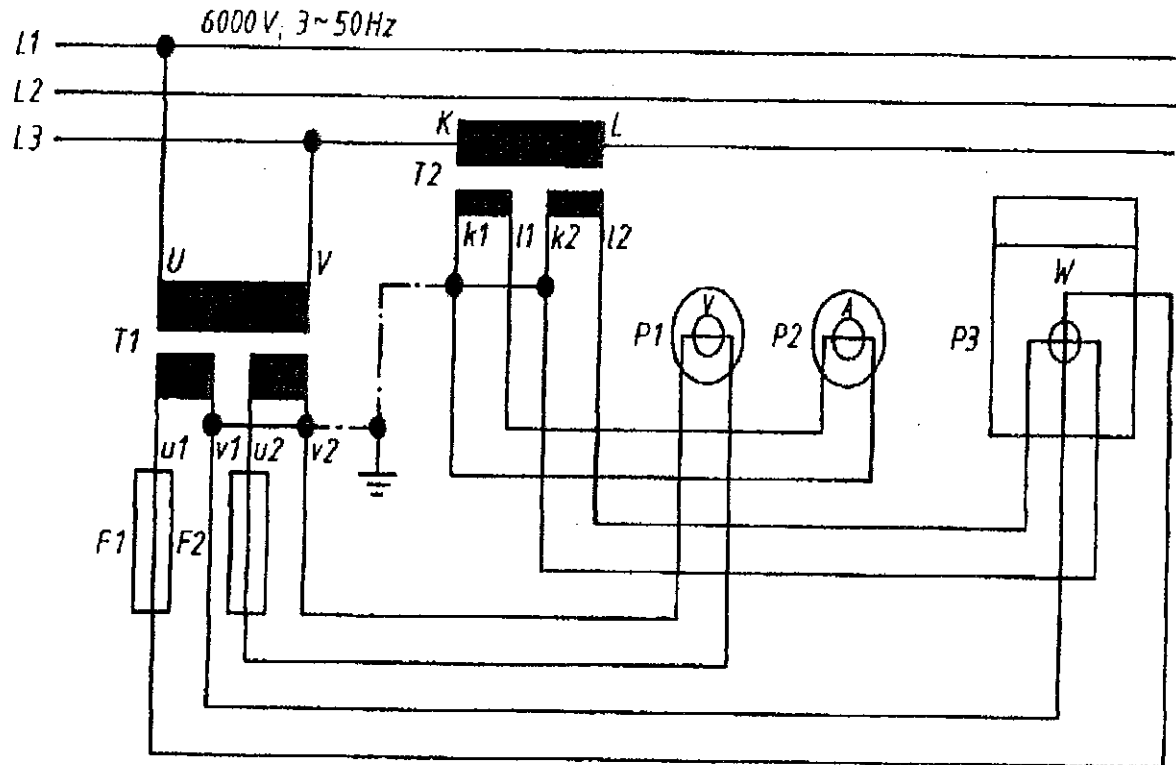 6000 V, 3~50Hz
L1
L2
L3
K L
T2
k1 l1 k2 l2
U V
W
V A
P1 P2 P3
T1
u1 v1 u2 v2
F1 F2